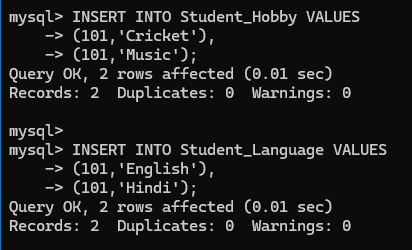 mysql> INSERT INTO Student_Hobby VALUES
    -> (101,'Cricket'),
    -> (101,'Music');
Query OK, 2 rows affected (0.01 sec)
Records: 2  Duplicates: 0  Warnings: 0

mysql>
mysql> INSERT INTO Student_Language VALUES
    -> (101,'English'),
    -> (101,'Hindi');
Query OK, 2 rows affected (0.01 sec)
Records: 2  Duplicates: 0  Warnings: 0